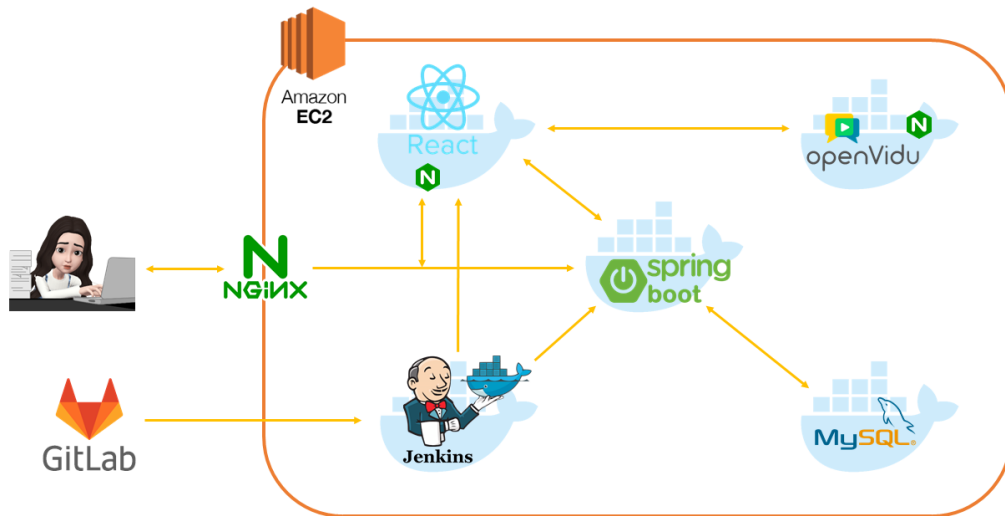 Amazon
EC2
React
N
openVidu
N
NGiNX
N
spring
boot
GitLab
Jenkins
MySQL®